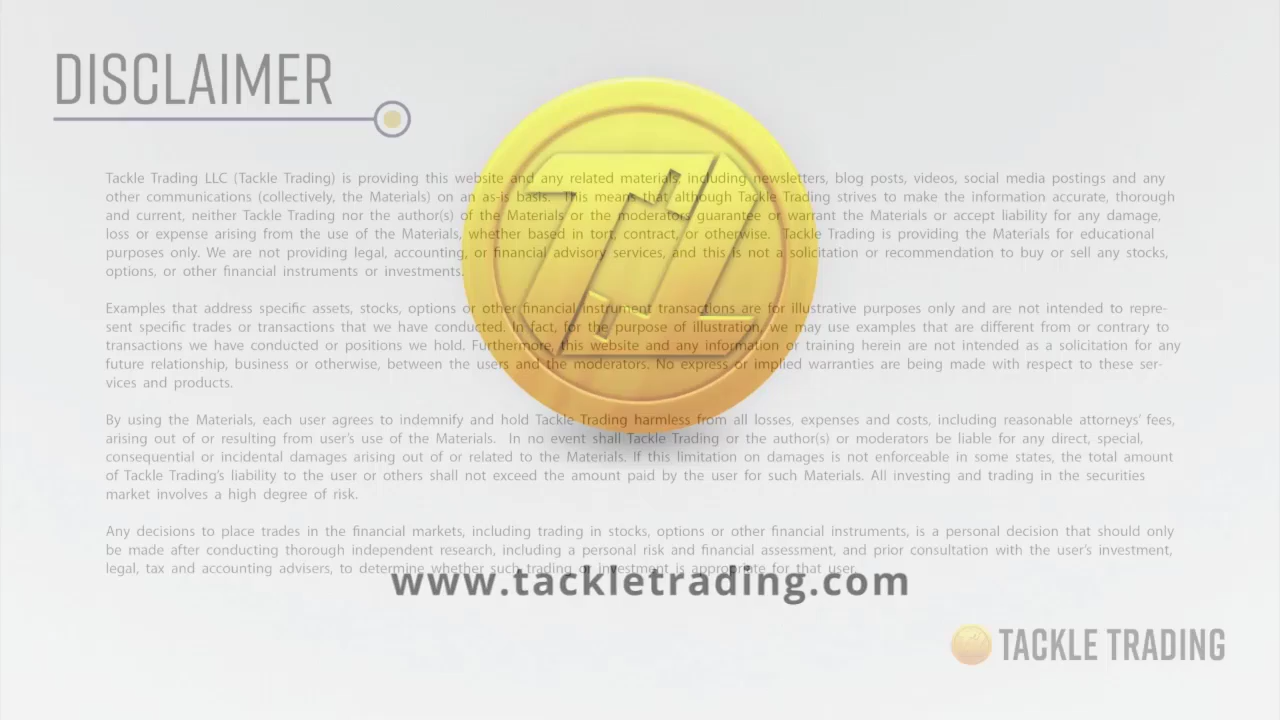 DISCLAIMER
Tackle Trading LLC (Tackle Trading) is providing this website and any related materials, including newsletters, blog posts, videos, social media postings and any
other communications (collectively, the Materials) on an as-is basis.  This means that although Tackle Trading strives to make the information accurate, thorough
and current, neither Tackle Trading nor the author(s) of the Materials or the moderators guarantee or warrant the Materials or accept liability for any damage,
loss or expense arising from the use of the Materials, whether based in tort, contract, or otherwise.  Tackle Trading is providing the Materials for educational
purposes only. We are not providing legal, accounting, or financial advisory services, and this is not a solicitation or recommendation to buy or sell any stocks,
options, or other financial instruments or investments.
Examples that address specific assets, stocks, options or other financial instrument transactions are for illustrative purposes only and are not intended to repre-
sent specific trades or transactions that we have conducted. In fact, for the purpose of illustration, we may use examples that are different from or contrary to
transactions we have conducted or positions we hold. Furthermore, this website and any information or training herein are not intended as a solicitation for any
future relationship, business or otherwise, between the users and the moderators. No express or implied warranties are being made with respect to these ser-
vices and products.
By using the Materials, each user agrees to indemnify and hold Tackle Trading harmless from all losses, expenses and costs, including reasonable attorneys' fees,
arising out of or resulting from user's use of the Materials.  In no event shall Tackle Trading or the author(s) or moderators be liable for any direct, special,
consequential or incidental damages arising out of or related to the Materials. If this limitation on damages is not enforceable in some states, the total amount
of Tackle Trading's liability to the user or others shall not exceed the amount paid by the user for such Materials. All investing and trading in the securities
market involves a high degree of risk.
Any decisions to place trades in the financial markets, including trading in stocks, options or other financial instruments, is a personal decision that should only
be made after conducting thorough independent research, including a personal risk and financial assessment, and prior consultation with the user's investment,
legal, tax and accounting advisers, to determine whether such trading or investment is appropriate for that user.
www.tackletrading.com
TACKLE TRADING